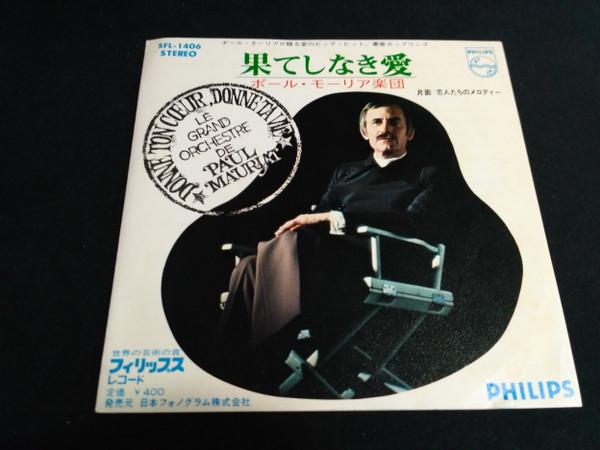 SFL-1406
STEREO
ポール・モーリアが贈る愛のビッグ・ヒット、豪華カップリング
果てしなき愛
ポール・モーリア楽団
片面 恋人たちのメロディー
PHILIPS
DONNE TON CŒUR, DONNE TA VIE
LE
GRAND
ORCHESTRE
DE
PAUL
MAURIAT
世界の芸術の音
フィリップス
レコード
定価 ¥400
発売元 日本フォノグラム株式会社
PHILIPS